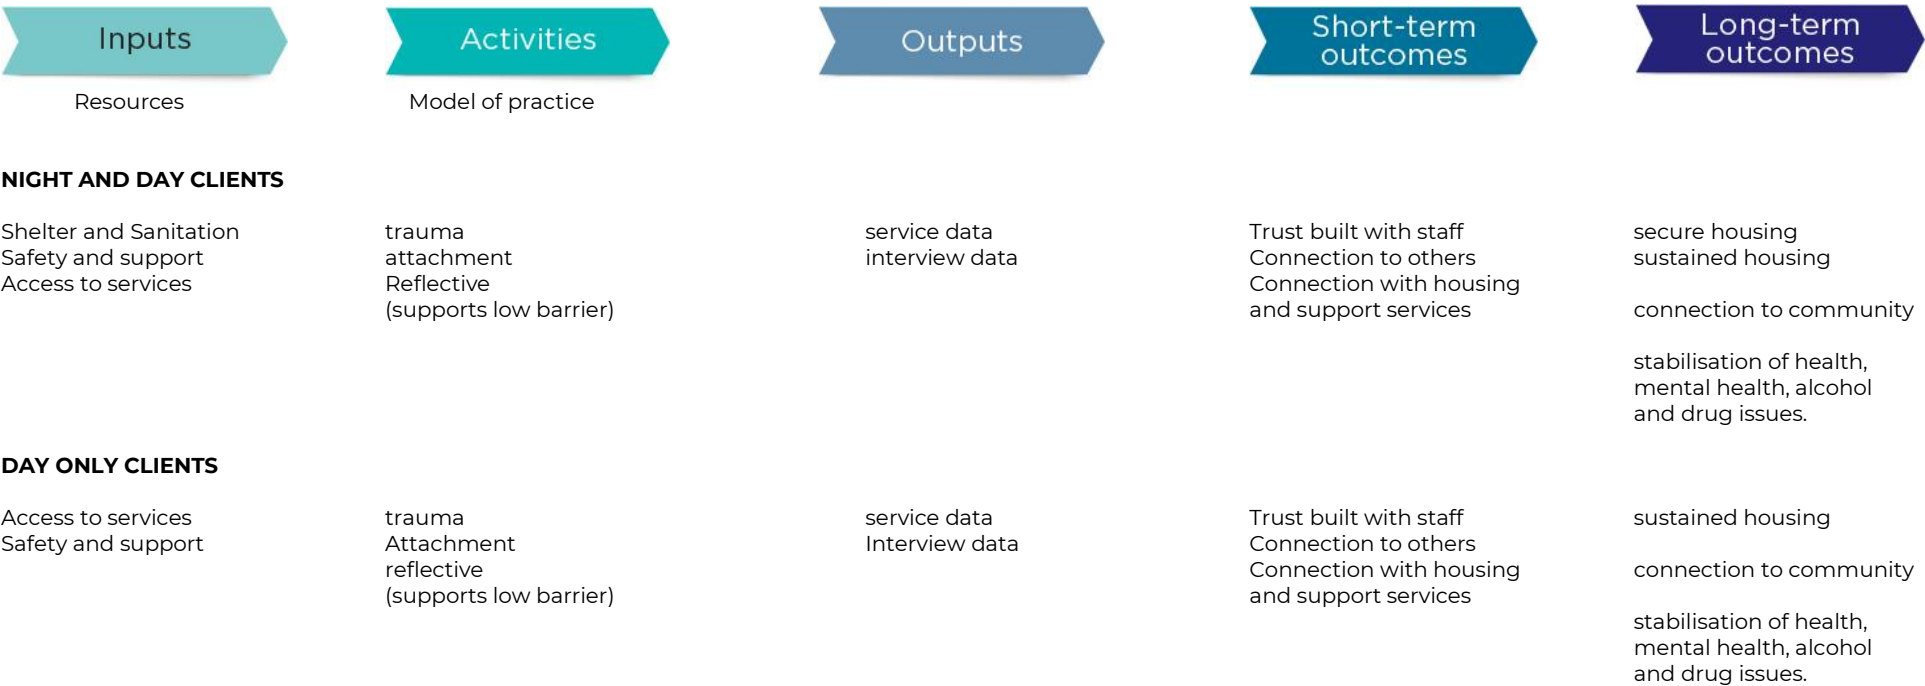 Inputs
Activities
Outputs
Short-term
outcomes
Long-term
outcomes
Resources
Model of practice
NIGHT AND DAY CLIENTS
Shelter and Sanitation
Safety and support
Access to services
trauma
attachment
Reflective
(supports low barrier)
service data
interview data
Trust built with staff
Connection to others
Connection with housing
and support services
secure housing
sustained housing
connection to community
stabilisation of health,
mental health, alcohol
and drug issues.
DAY ONLY CLIENTS
Access to services
Safety and support
trauma
Attachment
reflective
(supports low barrier)
service data
Interview data
Trust built with staff
Connection to others
Connection with housing
and support services
sustained housing
connection to community
stabilisation of health,
mental health, alcohol
and drug issues.